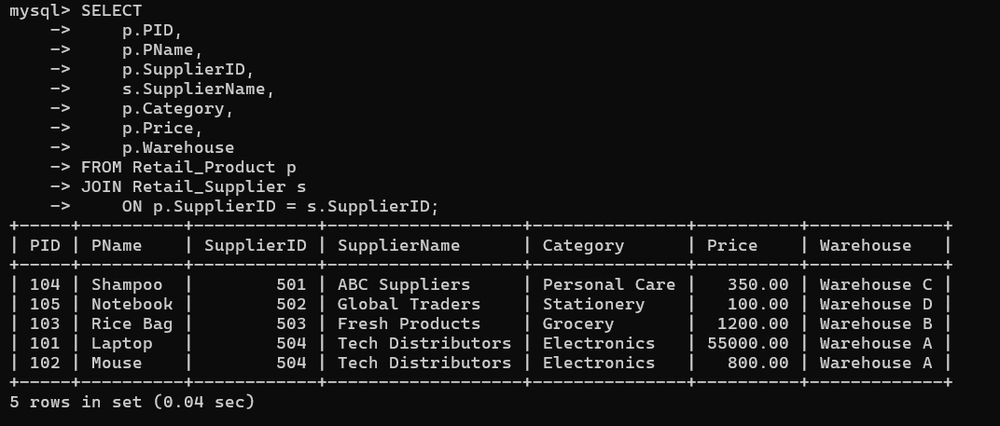 mysql> SELECT
    ->     p.PID,
    ->     p.PName,
    ->     p.SupplierID,
    ->     s.SupplierName,
    ->     p.Category,
    ->     p.Price,
    ->     p.Warehouse
    -> FROM Retail_Product p
    -> JOIN Retail_Supplier s
    ->     ON p.SupplierID = s.SupplierID;
+-----+----------+------------+-------------------+---------------+----------+-------------+
| PID | PName    | SupplierID | SupplierName      | Category      | Price    | Warehouse   |
+-----+----------+------------+-------------------+---------------+----------+-------------+
| 104 | Shampoo  |        501 | ABC Suppliers     | Personal Care |   350.00 | Warehouse C |
| 105 | Notebook |        502 | Global Traders    | Stationery    |   100.00 | Warehouse D |
| 103 | Rice Bag |        503 | Fresh Products    | Grocery       |  1200.00 | Warehouse B |
| 101 | Laptop   |        504 | Tech Distributors | Electronics   | 55000.00 | Warehouse A |
| 102 | Mouse    |        504 | Tech Distributors | Electronics   |   800.00 | Warehouse A |
+-----+----------+------------+-------------------+---------------+----------+-------------+
5 rows in set (0.04 sec)